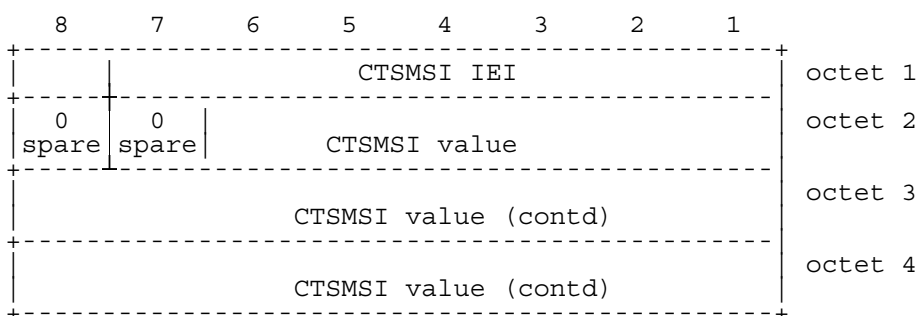 8 7 6 5 4 3 2 1
CTSMSI IEI octet 1
0 0 octet 2
spare spare CTSMSI value
octet 3
CTSMSI value (contd)
octet 4
CTSMSI value (contd)